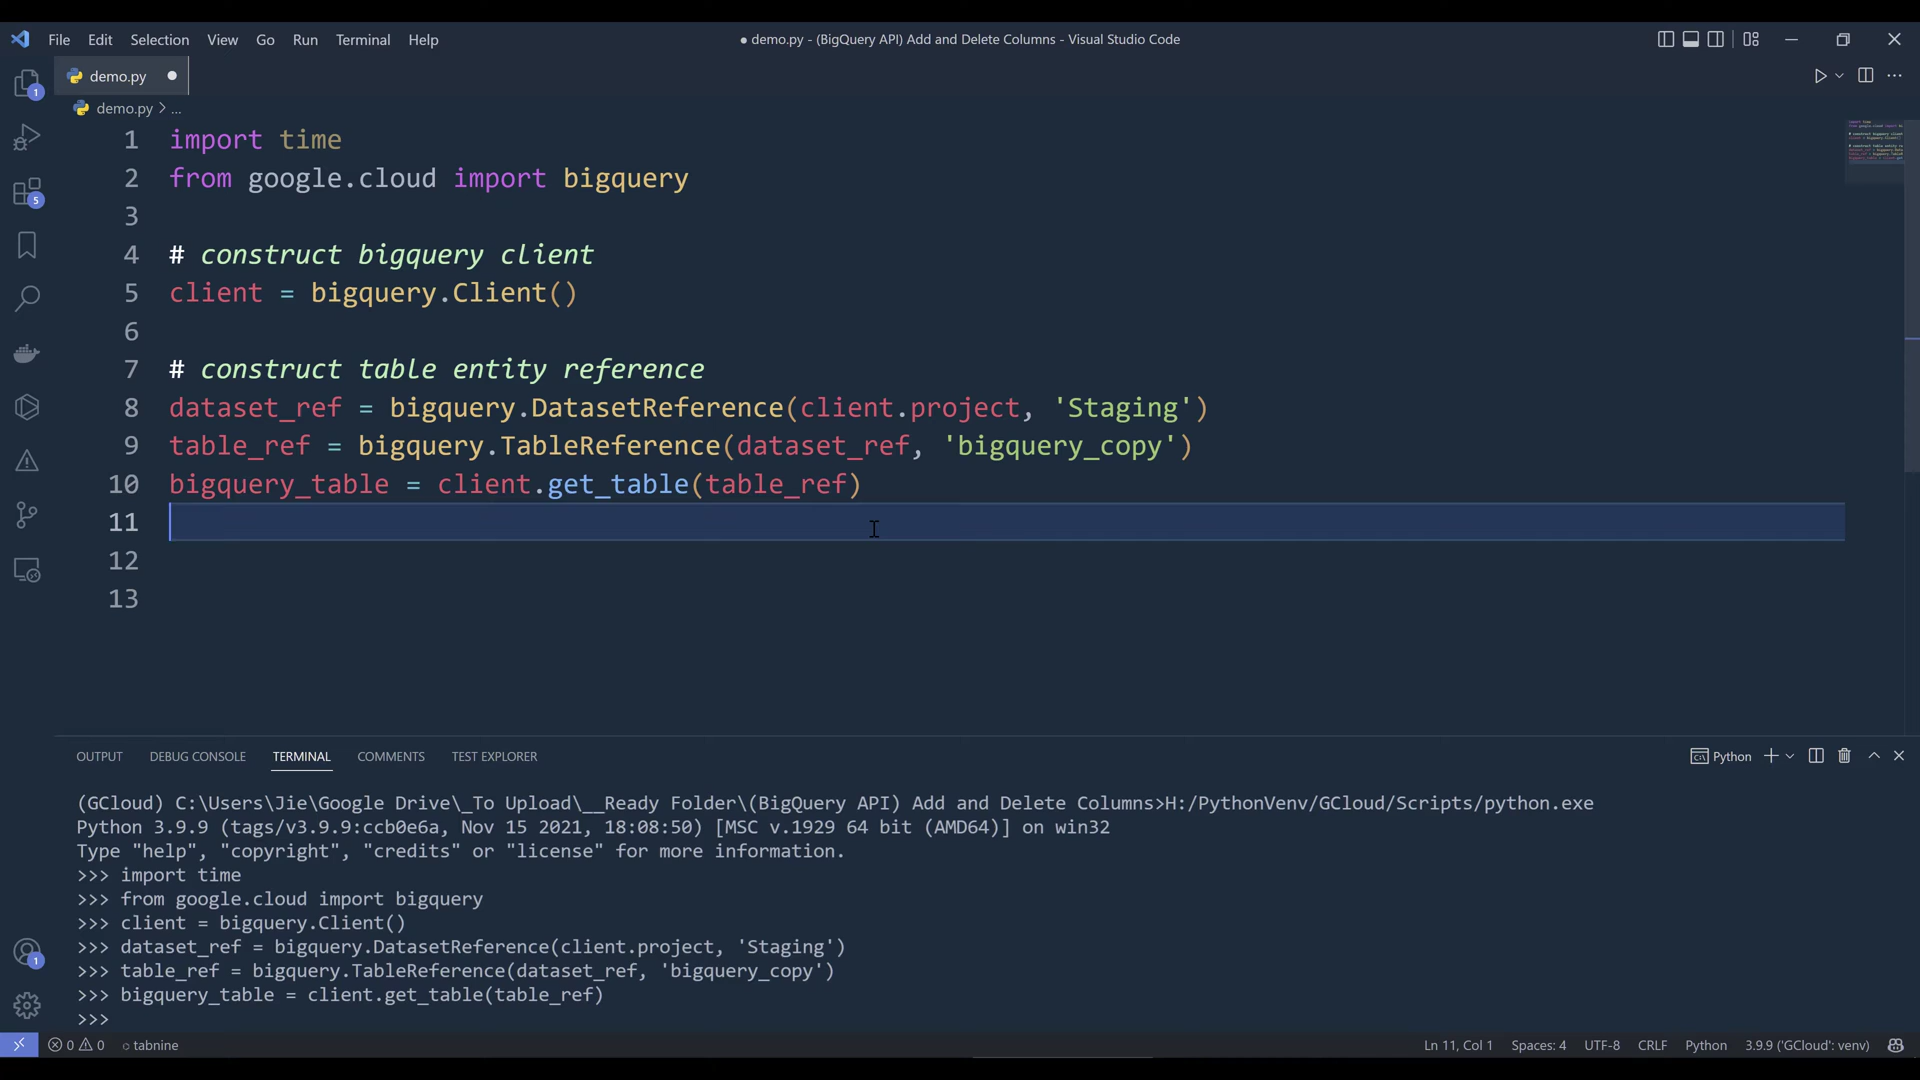 File Edit Selection View Go Run Terminal Help
● demo.py - (BigQuery API) Add and Delete Columns - Visual Studio Code
demo.py ●
demo.py > ...
1 import time
2 from google.cloud import bigquery
3
4 # construct bigquery client
5 client = bigquery.Client()
6
7 # construct table entity reference
8 dataset_ref = bigquery.DatasetReference(client.project, 'Staging')
9 table_ref = bigquery.TableReference(dataset_ref, 'bigquery_copy')
10 bigquery_table = client.get_table(table_ref)
11
12
13
1
5
1
OUTPUT DEBUG CONSOLE TERMINAL COMMENTS TEST EXPLORER
Python
(GCloud) C:\Users\Jie\Google Drive\_To Upload\__Ready Folder\(BigQuery API) Add and Delete Columns>H:/PythonVenv/GCloud/Scripts/python.exe
Python 3.9.9 (tags/v3.9.9:ccb0e6a, Nov 15 2021, 18:08:50) [MSC v.1929 64 bit (AMD64)] on win32
Type "help", "copyright", "credits" or "license" for more information.
>>> import time
>>> from google.cloud import bigquery
>>> client = bigquery.Client()
>>> dataset_ref = bigquery.DatasetReference(client.project, 'Staging')
>>> table_ref = bigquery.TableReference(dataset_ref, 'bigquery_copy')
>>> bigquery_table = client.get_table(table_ref)
>>>
0 0 tabnine
Ln 11, Col 1 Spaces: 4 UTF-8 CRLF Python 3.9.9 ('GCloud': venv)